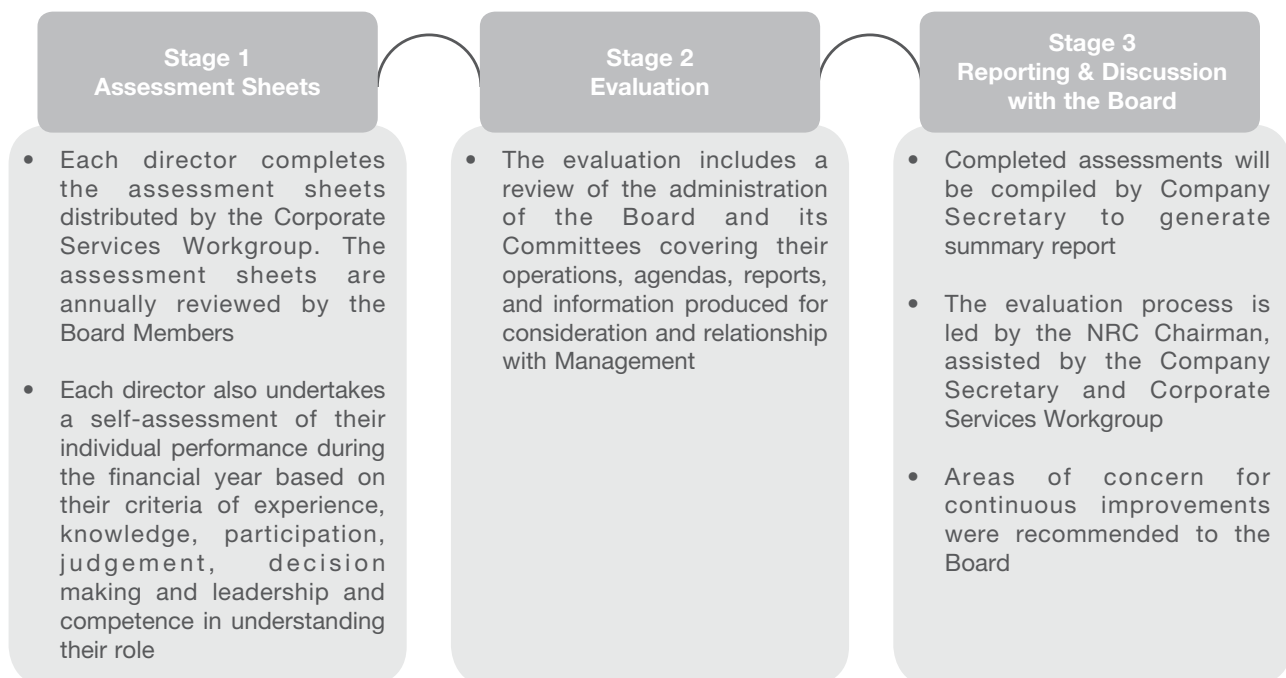 Stage 1
Assessment Sheets
• Each director completes
the assessment sheets
distributed by the Corporate
Services Workgroup. The
assessment sheets are
annually reviewed by the
Board Members
• Each director also undertakes
a self-assessment of their
individual performance during
the financial year based on
their criteria of experience,
knowledge, participation,
judgement, decision
making and leadership and
competence in understanding
their role
Stage 2
Evaluation
• The evaluation includes a
review of the administration
of the Board and its
Committees covering their
operations, agendas, reports,
and information produced for
consideration and relationship
with Management
Stage 3
Reporting & Discussion
with the Board
• Completed assessments will
be compiled by Company
Secretary to generate
summary report
• The evaluation process is
led by the NRC Chairman,
assisted by the Company
Secretary and Corporate
Services Workgroup
• Areas of concern for
continuous improvements
were recommended to the
Board